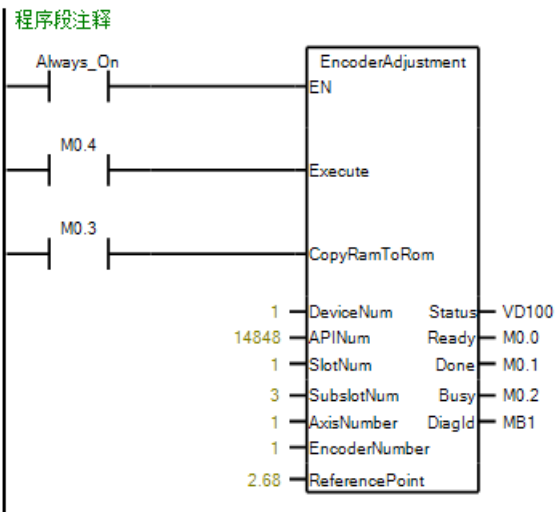 程序段注释
Always_On
EncoderAdjustment
EN
M0.4
Execute
M0.3
CopyRamToRom
1 DeviceNum Status VD100
14848 APINum Ready M0.0
1 SlotNum Done M0.1
3 SubslotNum Busy M0.2
1 AxisNumber DiagId MB1
1 EncoderNumber
2.68 ReferencePoint